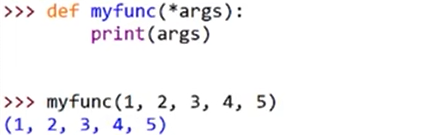 >>> def myfunc(*args):
        print(args)
>>> myfunc(1, 2, 3, 4, 5)
(1, 2, 3, 4, 5)